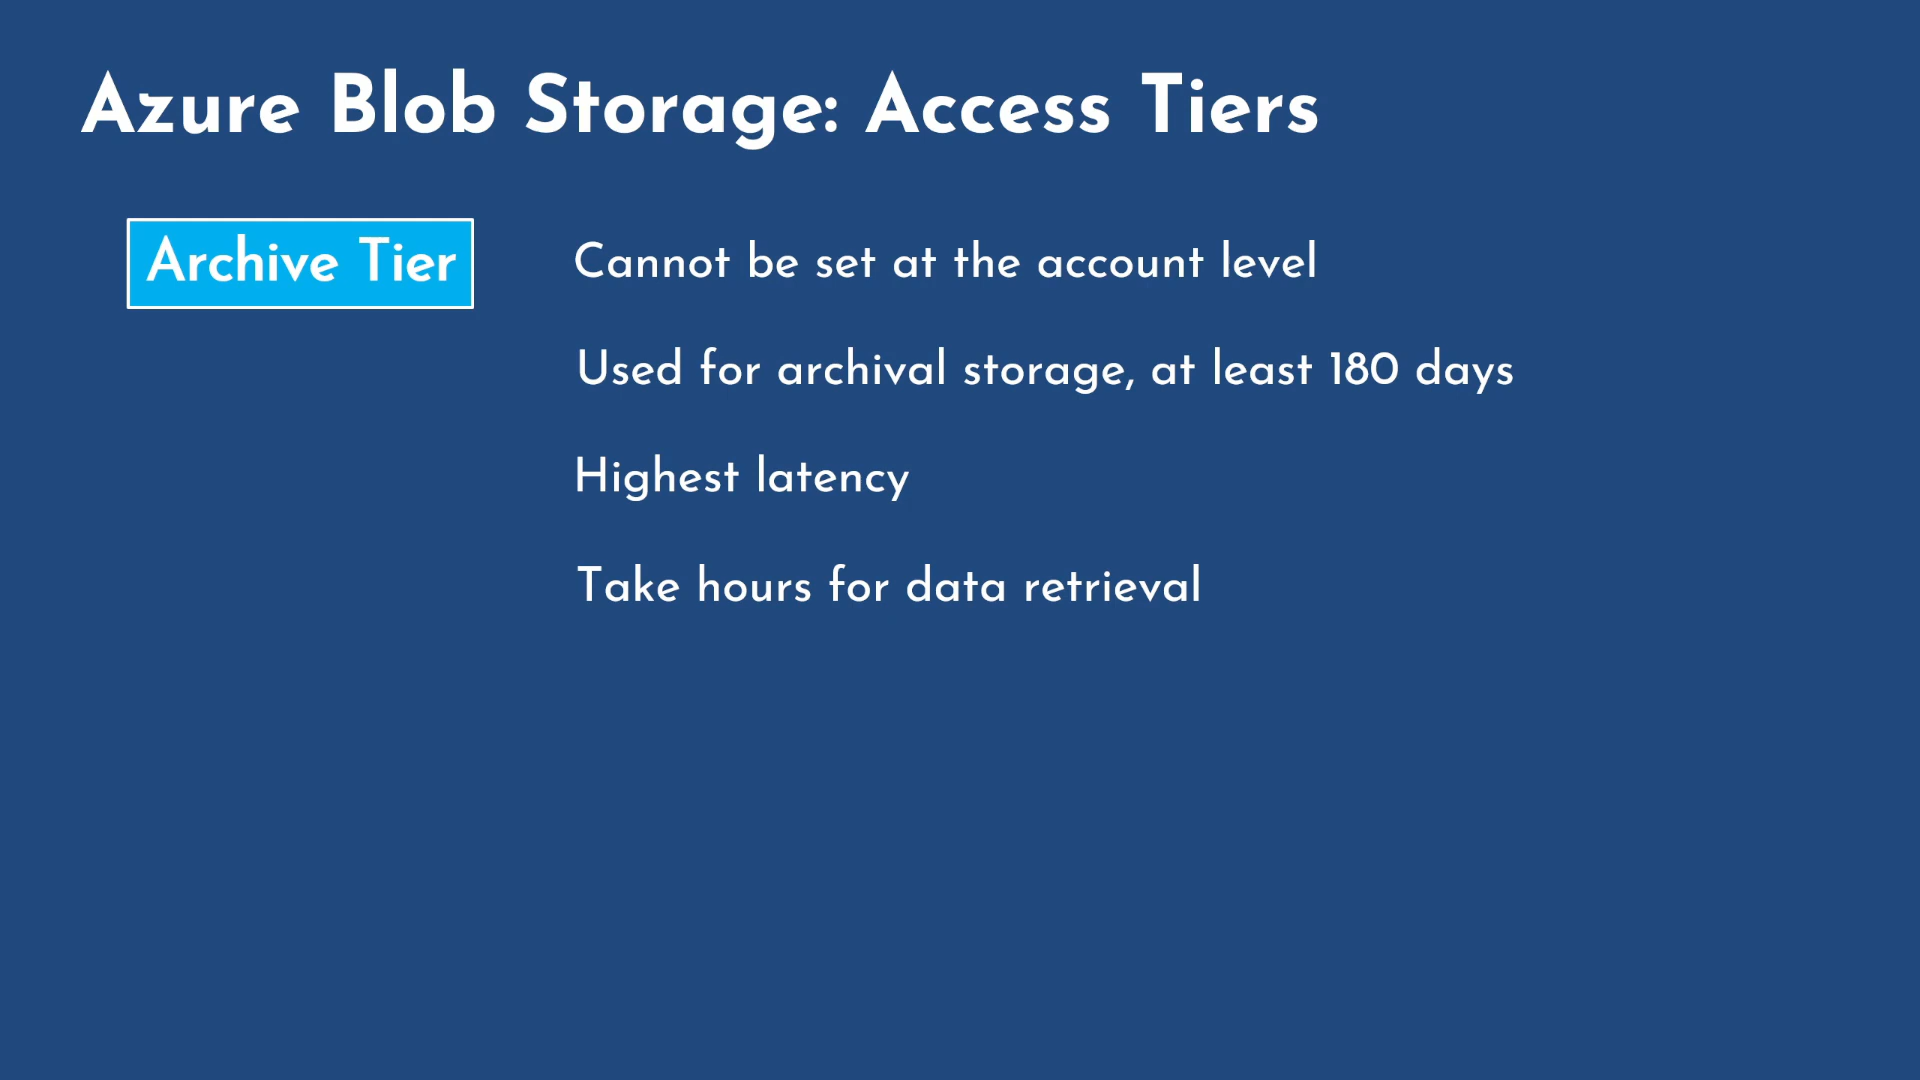 Azure Blob Storage: Access Tiers
Archive Tier
Cannot be set at the account level
Used for archival storage, at least 180 days
Highest latency
Take hours for data retrieval